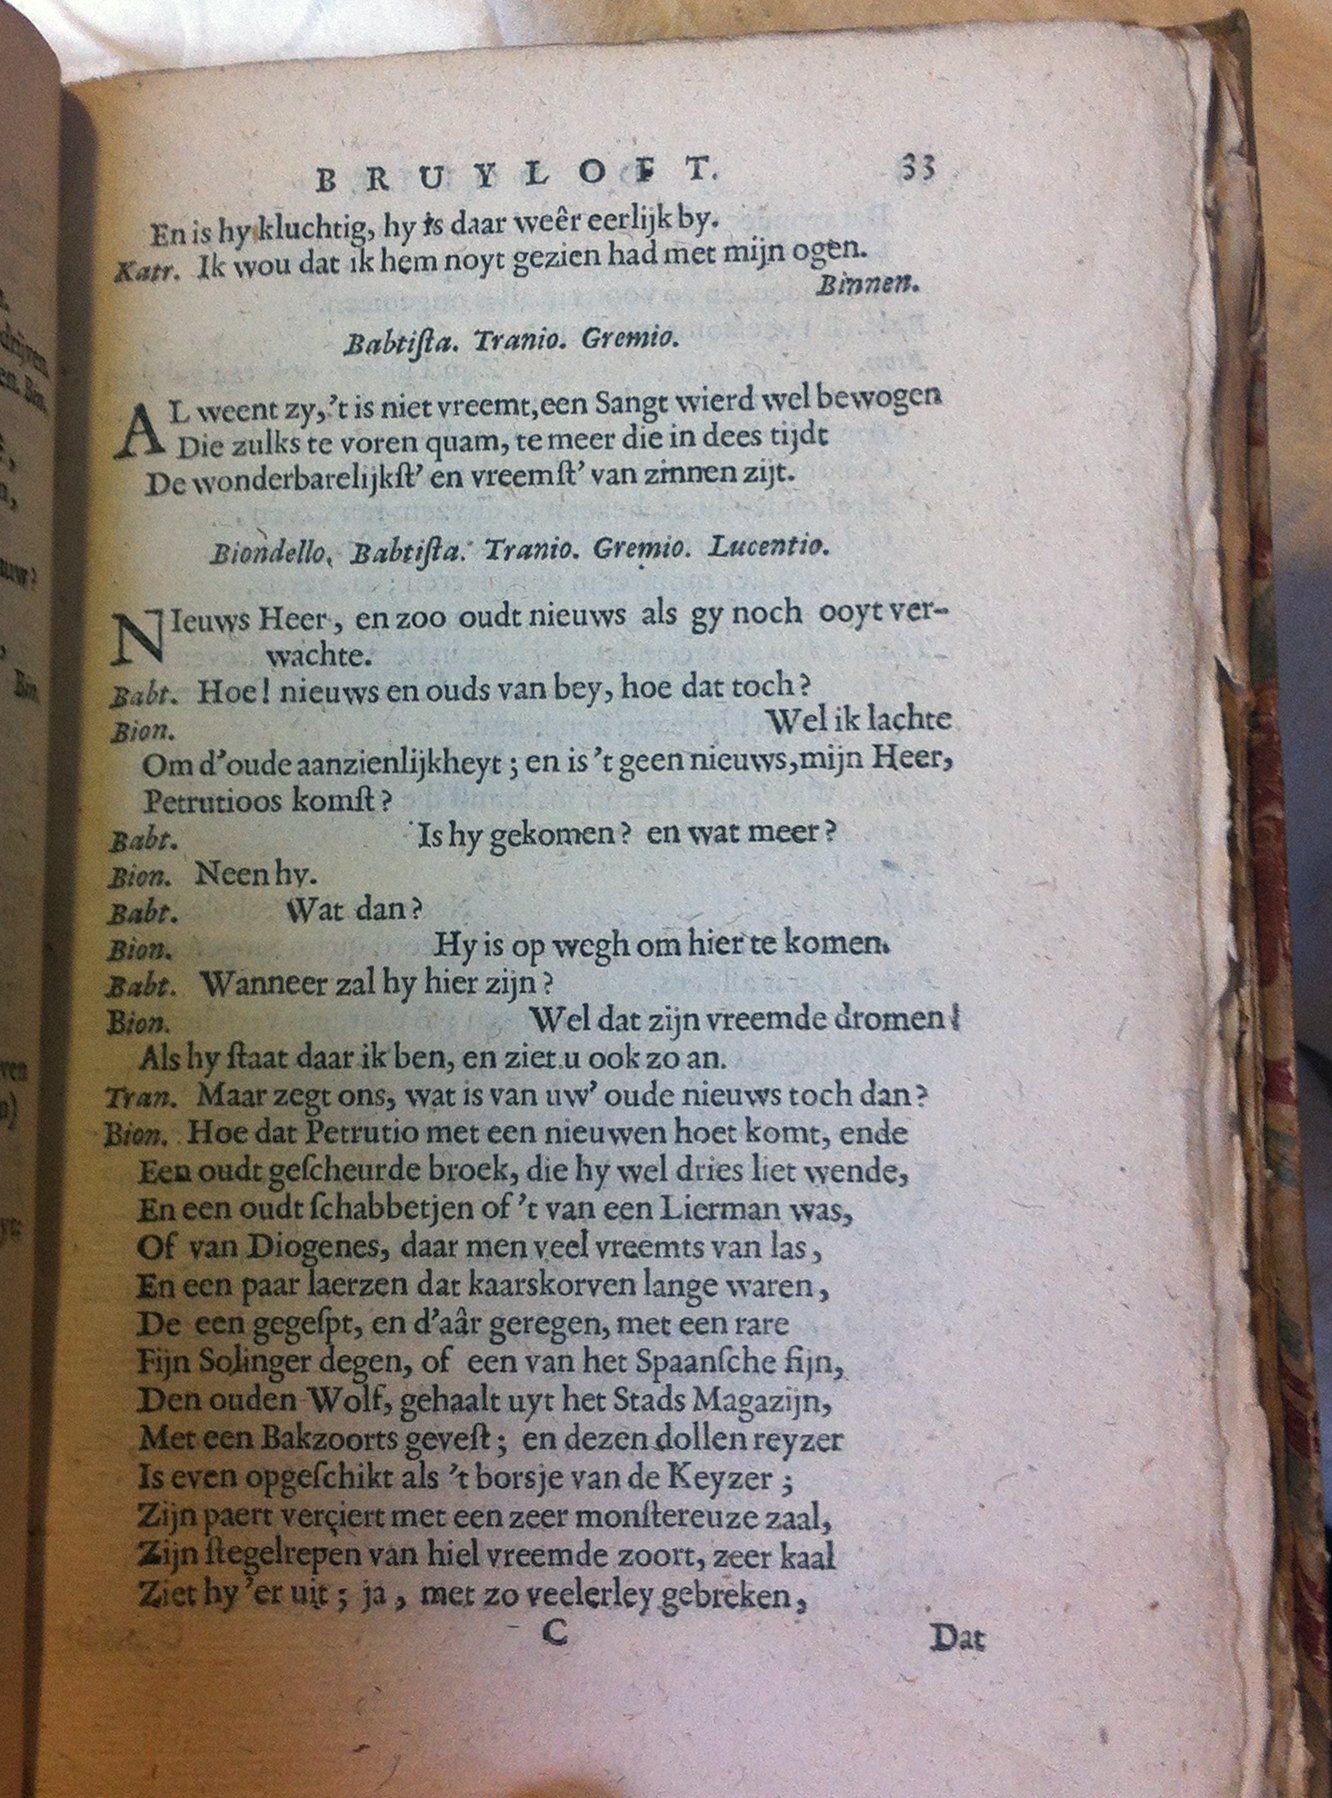 BRUYLOFT. 33
En is hy kluchtig, hy is daar weêr eerlijk by.
Katr. Ik wou dat ik hem noyt gezien had met mijn ogen.
Binnen.
Babtiſta. Tranio. Gremio.
AL weent zy, 't is niet vreemt, een Sangt wierd wel bewogen
Die zulks te voren quam, te meer die in dees tijdt
De wonderbarelijkſt' en vreemſt' van zinnen zijt.
Biondello, Babtiſta. Tranio. Gremio. Lucentio.
NIeuws Heer, en zoo oudt nieuws als gy noch ooyt ver-
wachte.
Babt. Hoe! nieuws en ouds van bey, hoe dat toch?
Bion. Wel ik lachte
Om d'oude aanzienlijkheyt; en is 't geen nieuws, mijn Heer,
Petrutioos komſt?
Babt. Is hy gekomen? en wat meer?
Bion. Neen hy.
Babt. Wat dan?
Bion. Hy is op wegh om hier te komen.
Babt. Wanneer zal hy hier zijn?
Bion. Wel dat zijn vreemde dromen!
Als hy ſtaat daar ik ben, en ziet u ook zo an.
Tran. Maar zegt ons, wat is van uw' oude nieuws toch dan?
Bion. Hoe dat Petrutio met een nieuwen hoet komt, ende
Een oudt geſcheurde broek, die hy wel dries liet wende,
En een oudt ſchabbetjen of 't van een Lierman was,
Of van Diogenes, daar men veel vreemts van las,
En een paar laerzen dat kaarskorven lange waren,
De een gegeſpt, en d'aâr geregen, met een rare
Fijn Solinger degen, of een van het Spaanſche fijn,
Den ouden Wolf, gehaalt uyt het Stads Magazijn,
Met een Bakzoorts geveſt; en dezen dollen reyzer
Is even opgeſchikt als 't borsje van de Keyzer;
Zijn paert verçiert met een zeer monſtereuze zaal,
Zijn ſtegelrepen van hiel vreemde zoort, zeer kaal
Ziet hy 'er uit; ja, met zo veelerley gebreken,
C Dat